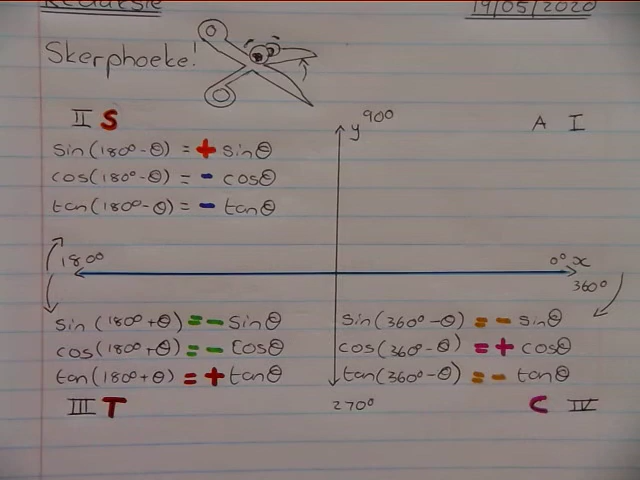 Reduksie
19/05/2020
Skerphoeke!
II S
y 90°
A I
sin(180°-θ) = + sinθ
cos(180°-θ) = - cosθ
tan(180°-θ) = - tanθ
180°
0° x
360°
sin(180°+θ) = - sinθ
cos(180°+θ) = - cosθ
tan(180°+θ) = + tanθ
III T
sin(360°-θ) = - sinθ
cos(360°-θ) = + cosθ
tan(360°-θ) = - tanθ
270°
C IV